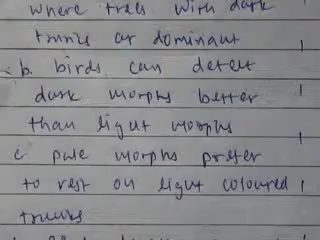 where trees with dark
trunks ar dominant
b. birds can detect
dark morphs better
than light morphs
c pale morphs prefer
to rest on light coloured
trunks